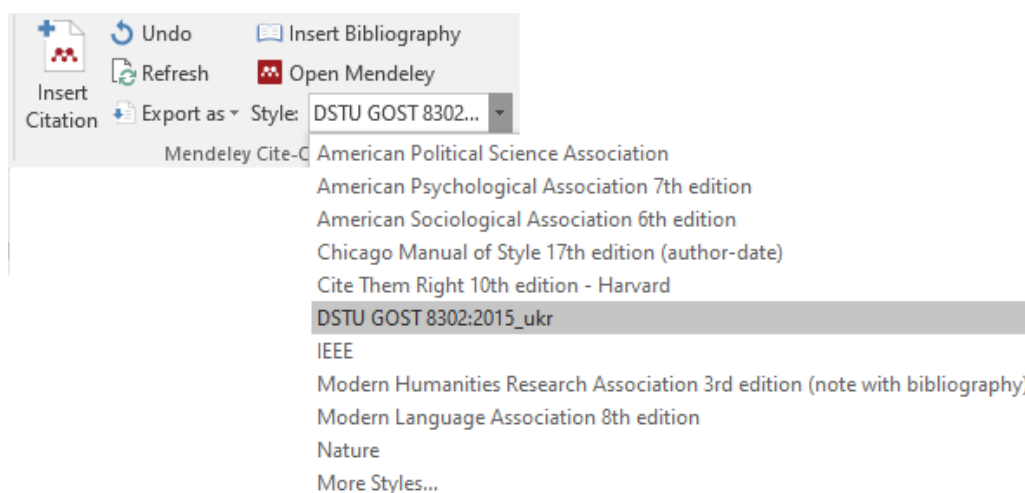 Undo
Insert Bibliography
Refresh
Open Mendeley
Insert
Citation
Export as
Style:
DSTU GOST 8302...
Mendeley Cite-O
American Political Science Association
American Psychological Association 7th edition
American Sociological Association 6th edition
Chicago Manual of Style 17th edition (author-date)
Cite Them Right 10th edition - Harvard
DSTU GOST 8302:2015_ukr
IEEE
Modern Humanities Research Association 3rd edition (note with bibliography)
Modern Language Association 8th edition
Nature
More Styles...